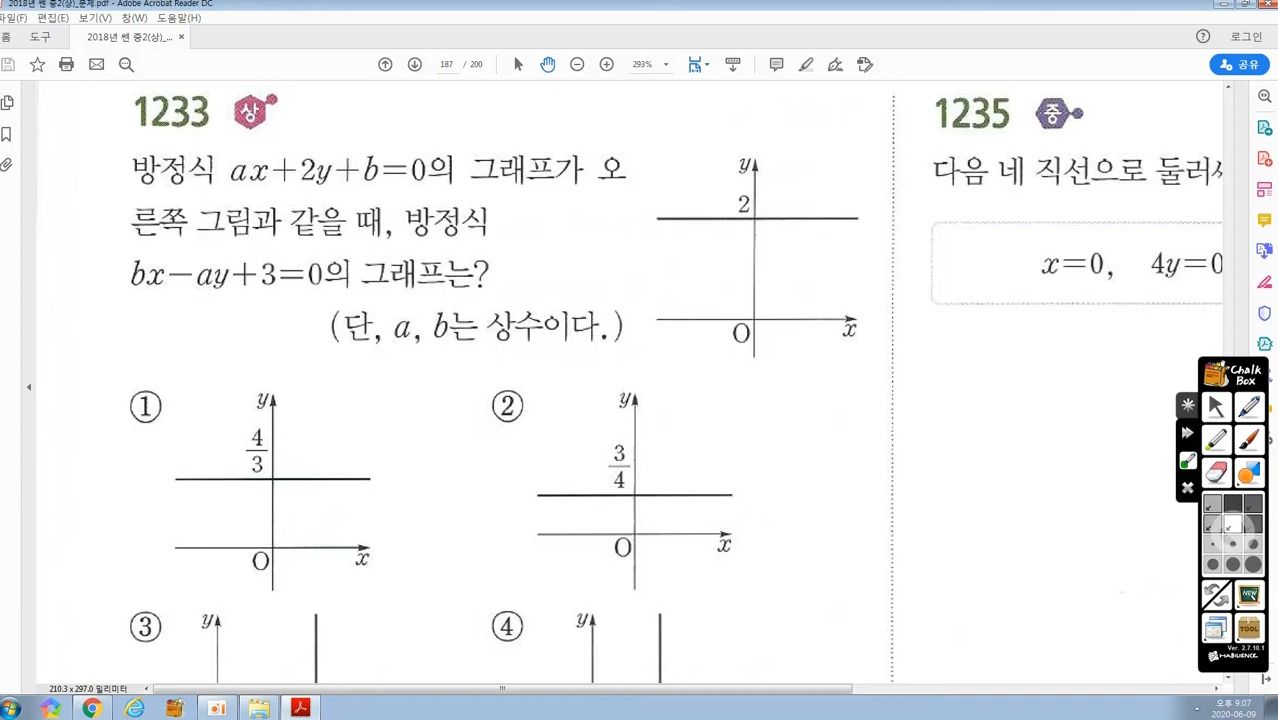 2018년 쎈 중2(상)_문제.pdf - Adobe Acrobat Reader DC
파일(F) 편집(E) 보기(V) 창(W) 도움말(H)
홈 도구 2018년 쎈 중2(상)_... × 로그인
187 / 200 293% 공유
1233 상
방정식 ax+2y+b=0의 그래프가 오
른쪽 그림과 같을 때, 방정식
bx-ay+3=0의 그래프는?
(단, a, b는 상수이다.)
y
2
O x
① y
4/3
O x
② y
3/4
O x
③ y
④ y
1235 중
다음 네 직선으로 둘러싸
x=0, 4y=0
Chalk Box
NEW
TOOL
Ver. 2.7.10.1
MABILIENCE
210.3 x 297.0 밀리미터
오후 9:07
2020-06-09